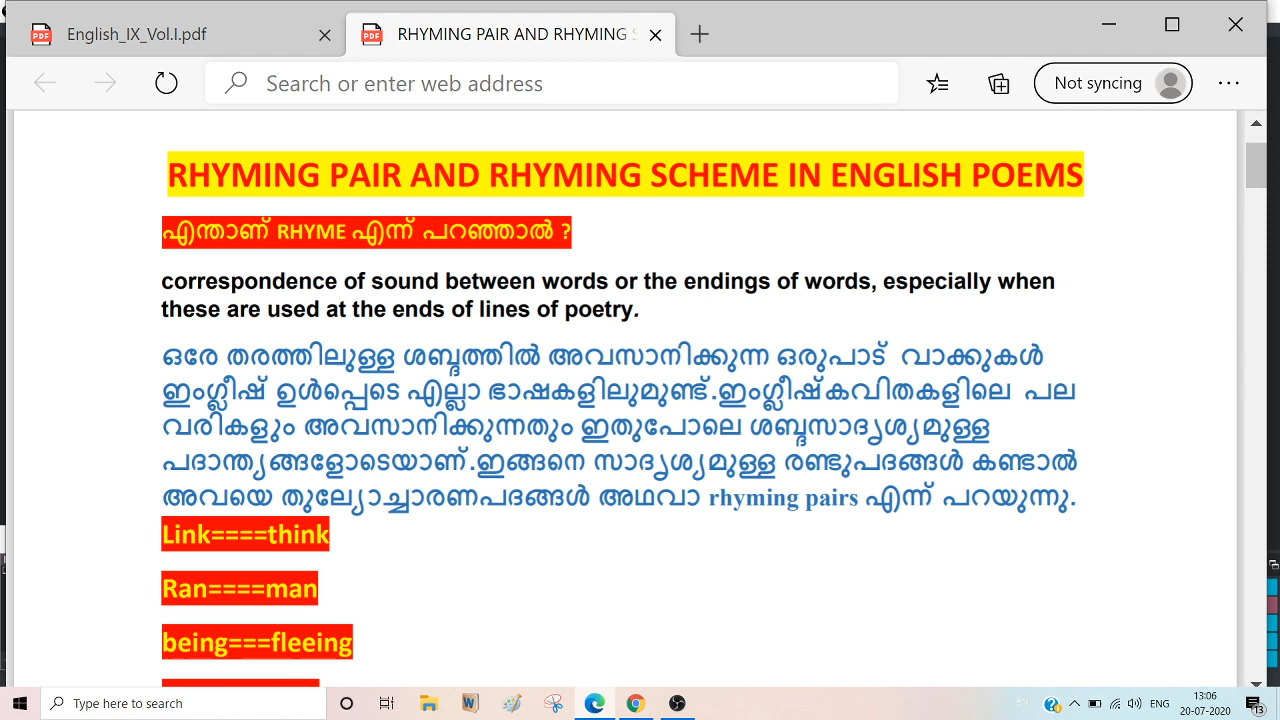 English_IX_Vol.I.pdf
RHYMING PAIR AND RHYMING S
Search or enter web address
Not syncing
RHYMING PAIR AND RHYMING SCHEME IN ENGLISH POEMS
എന്താണ് RHYME എന്ന് പറഞ്ഞാൽ ?
correspondence of sound between words or the endings of words, especially when
these are used at the ends of lines of poetry.
ഒരേ തരത്തിലുള്ള ശബ്ദത്തിൽ അവസാനിക്കുന്ന ഒരുപാട് വാക്കുകൾ
ഇംഗ്ലീഷ് ഉൾപ്പെടെ എല്ലാ ഭാഷകളിലുമുണ്ട്.ഇംഗ്ലീഷ്കവിതകളിലെ പല
വരികളും അവസാനിക്കുന്നതും ഇതുപോലെ ശബ്ദസാദൃശ്യമുള്ള
പദാന്ത്യങ്ങളോടെയാണ്.ഇങ്ങനെ സാദൃശ്യമുള്ള രണ്ടുപദങ്ങൾ കണ്ടാൽ
അവയെ തുല്യോച്ചാരണപദങ്ങൾ അഥവാ rhyming pairs എന്ന് പറയുന്നു.
Link====think
Ran====man
being===fleeing
Type here to search
ENG
13:06
20-07-2020
13